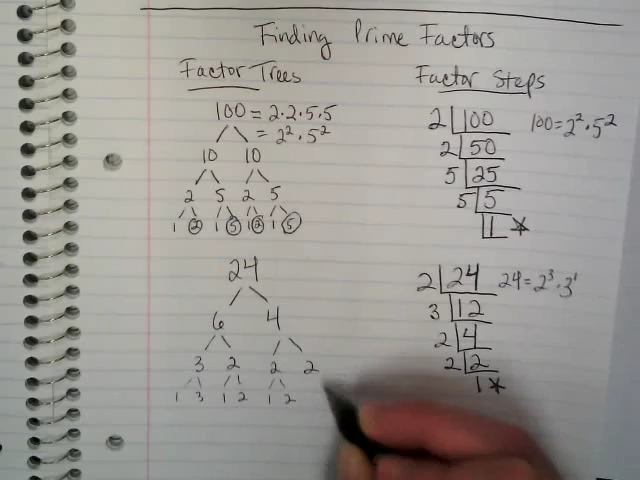 Finding Prime Factors
Factor Trees
100 = 2·2·5·5
= 2²·5²
10 10
2 5 2 5
1 2 1 5 1 2 1 5
24
6 4
3 2 2 2
1 3 1 2 1 2
Factor Steps
2 100 100 = 2²·5²
2 50
5 25
5 5
1 *
2 24 24 = 2³·3¹
3 12
2 4
2 2
1 *